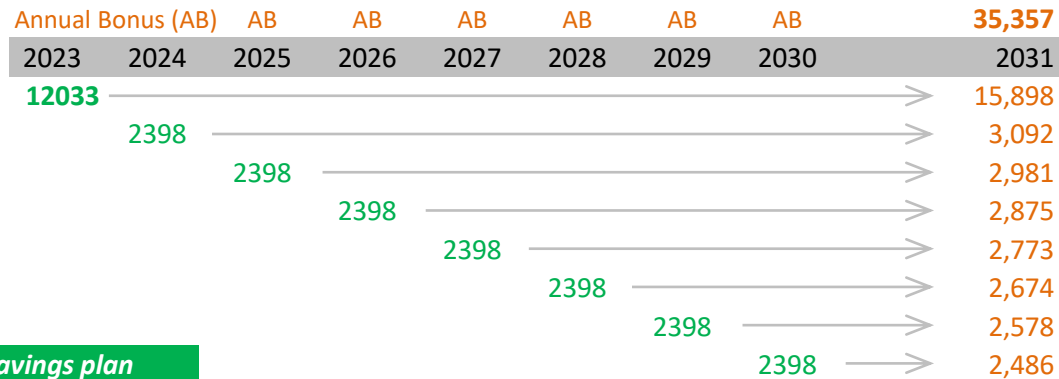 Annual Bonus (AB) AB AB AB AB AB AB 35,357
2023 2024 2025 2026 2027 2028 2029 2030 2031
12033 15,898
2398 3,092
2398 2,981
2398 2,875
2398 2,773
2398 2,674
2398 2,578
avings plan
2398 2,486